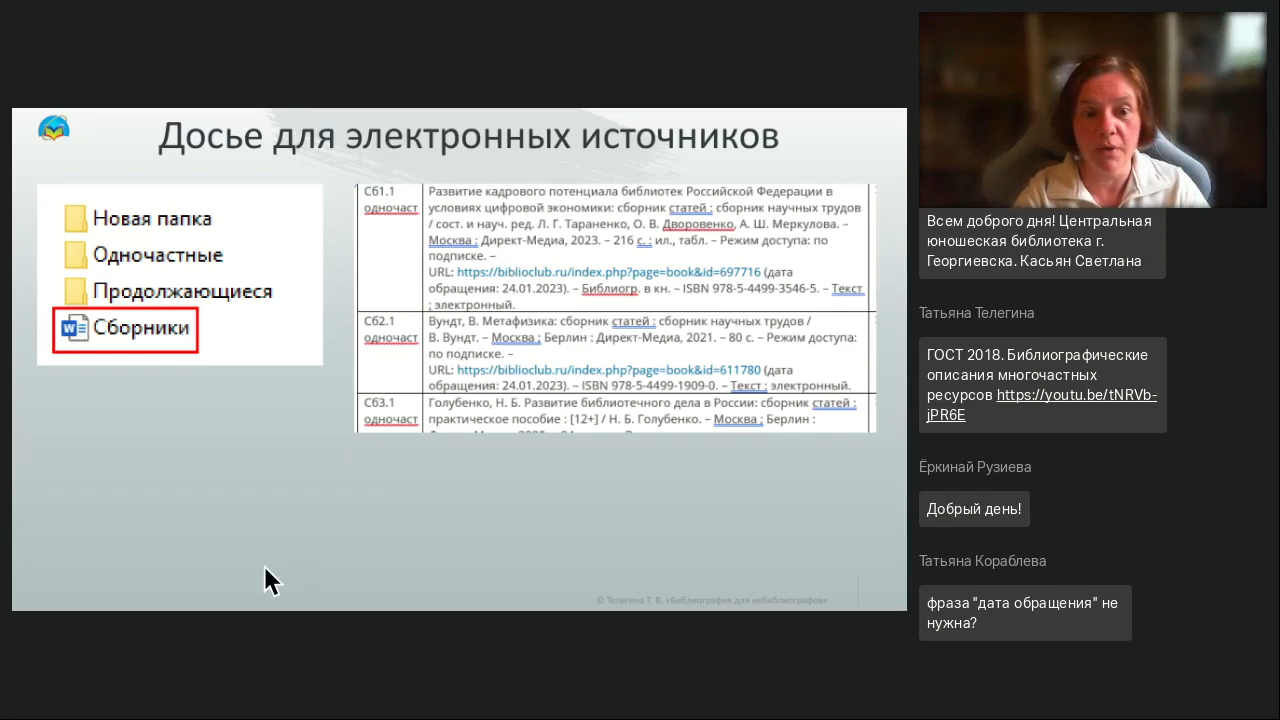 Досье для электронных источников
Новая папка
Одночастные
Продолжающиеся
Сборники
Сб1.1
одночаст
Развитие кадрового потенциала библиотек Российской Федерации в
условиях цифровой экономики: сборник статей : сборник научных трудов
/ сост. и науч. ред. Л. Г. Тараненко, О. В. Дворовенко, А. Ш. Меркулова. –
Москва : Директ-Медиа, 2023. – 216 с. : ил., табл. – Режим доступа: по
подписке. –
URL: https://biblioclub.ru/index.php?page=book&id=697716 (дата
обращения: 24.01.2023). – Библиогр. в кн. – ISBN 978-5-4499-3546-5. – Текст
: электронный.
Сб2.1
одночаст
Вундт, В. Метафизика: сборник статей : сборник научных трудов /
В. Вундт. – Москва ; Берлин : Директ-Медиа, 2021. – 80 с. – Режим доступа:
по подписке. –
URL: https://biblioclub.ru/index.php?page=book&id=611780 (дата
обращения: 24.01.2023). – ISBN 978-5-4499-1909-0. – Текст : электронный.
Сб3.1
одночаст
Голубенко, Н. Б. Развитие библиотечного дела в России: сборник статей :
практическое пособие : [12+] / Н. Б. Голубенко. – Москва ; Берлин :
© Телегина Т. В. «Библиография для небиблиографов»
Всем доброго дня! Центральная
юношеская библиотека г.
Георгиевска. Касьян Светлана
Татьяна Телегина
ГОСТ 2018. Библиографические
описания многочастных
ресурсов https://youtu.be/tNRVb-
jPR6E
Ёркинай Рузиева
Добрый день!
Татьяна Кораблева
фраза "дата обращения" не
нужна?